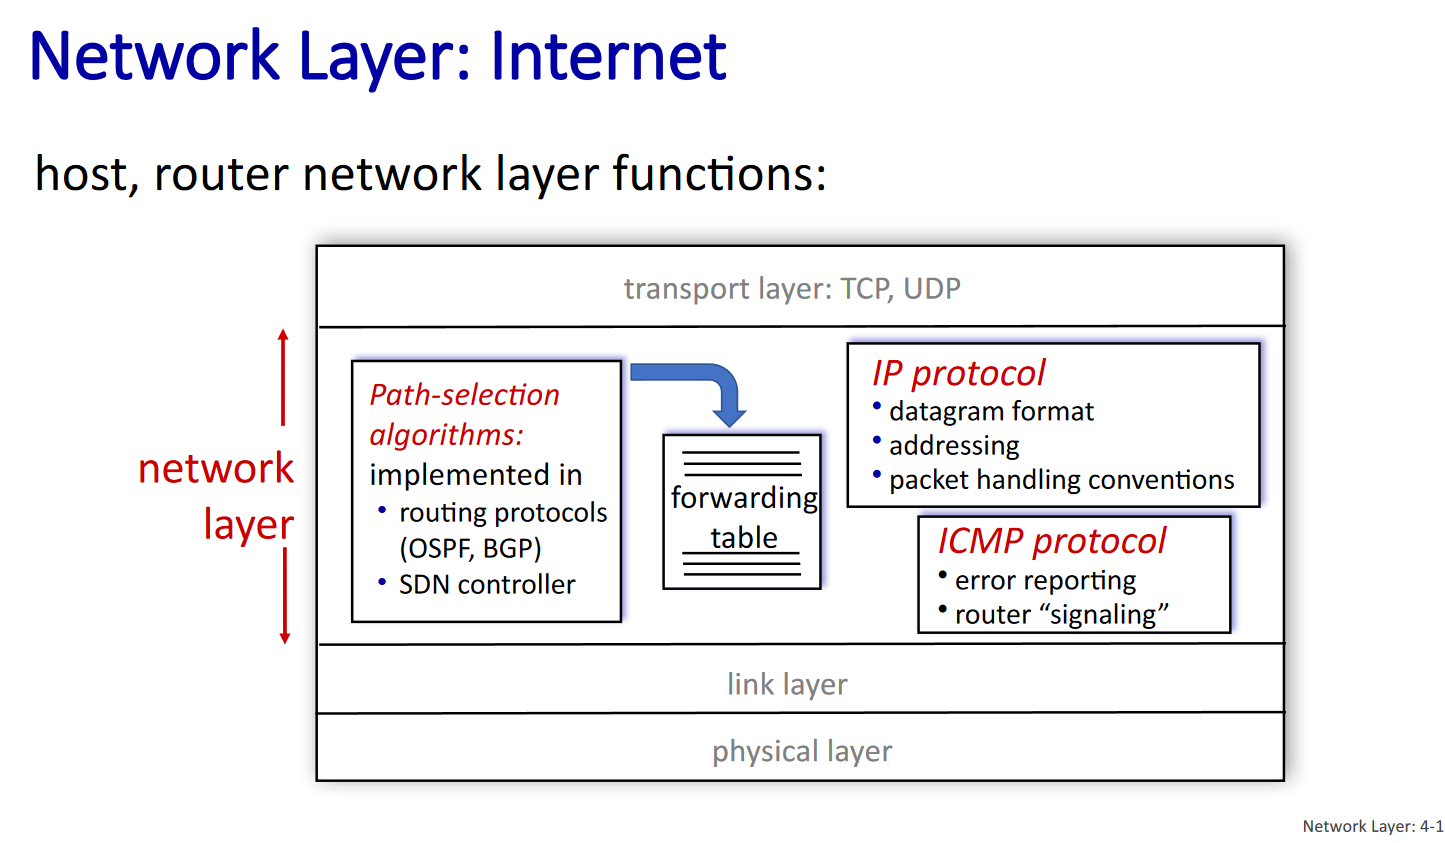 Network Layer: Internet
host, router network layer functions:
transport layer: TCP, UDP
network
layer
Path-selection
algorithms:
implemented in
• routing protocols
(OSPF, BGP)
• SDN controller
forwarding
table
IP protocol
• datagram format
• addressing
• packet handling conventions
ICMP protocol
• error reporting
• router “signaling”
link layer
physical layer
Network Layer: 4-1